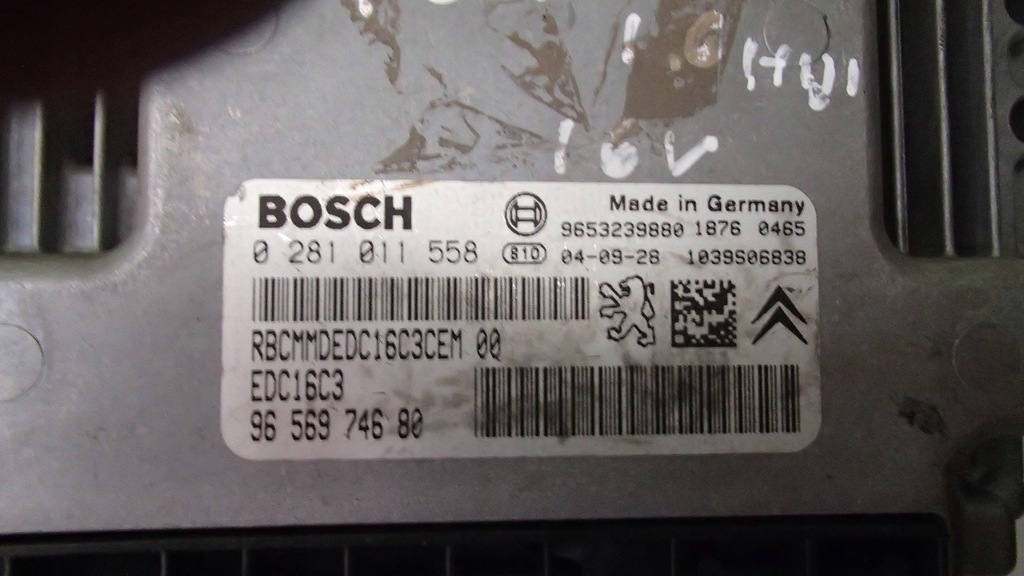 1.6 HDI
16V
BOSCH
Made in Germany
9653239880 1876 0465
0 281 011 558 810 04-09-28 1039S06838
RBCMMDEDC16C3CEM 00
EDC16C3
96 569 746 80